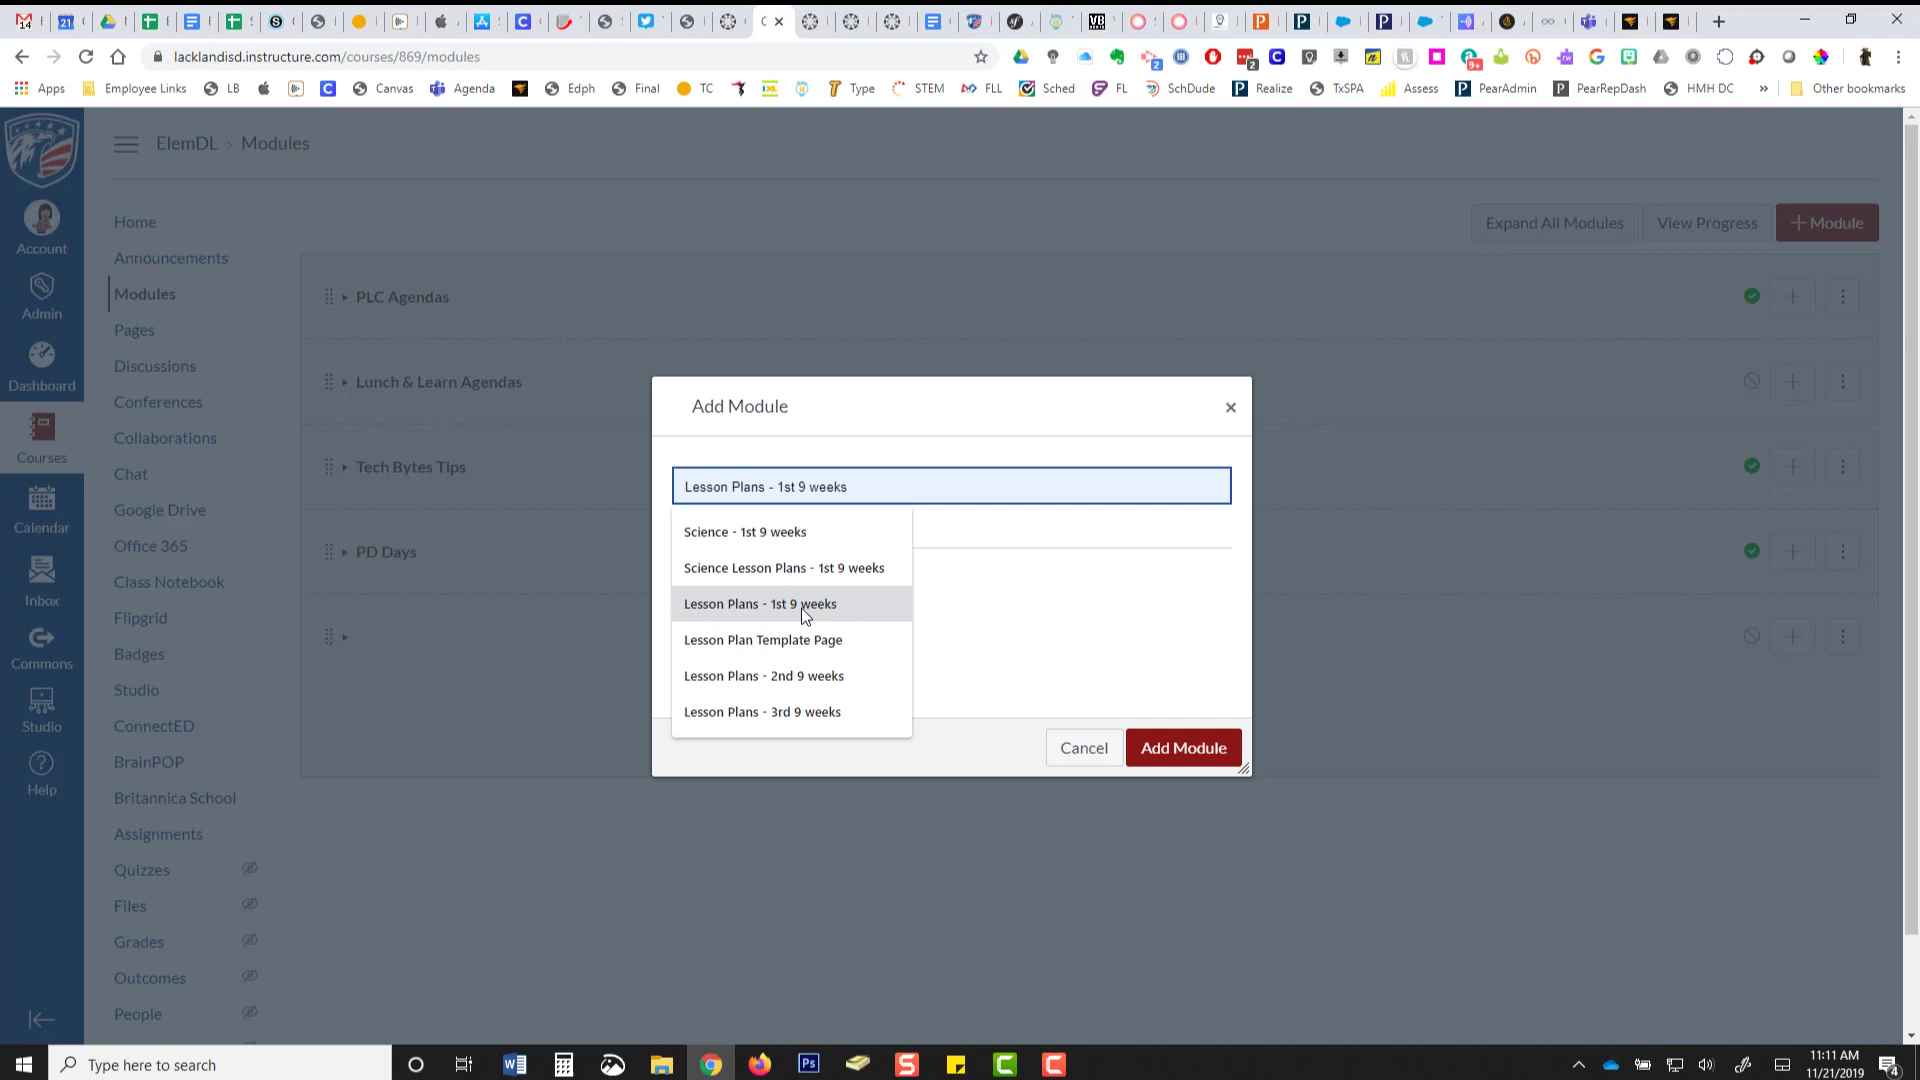 lacklandisd.instructure.com/courses/869/modules
Apps
Employee Links
LB
Canvas
Agenda
Edph
Final
TC
Type
STEM
FLL
Sched
FL
SchDude
Realize
TxSPA
Assess
PearAdmin
PearRepDash
HMH DC
»
Other bookmarks
ElemDL › Modules
Account
Admin
Dashboard
Courses
Calendar
Inbox
Commons
Studio
Help
Home
Announcements
Modules
Pages
Discussions
Conferences
Collaborations
Chat
Google Drive
Office 365
Class Notebook
Flipgrid
Badges
Studio
ConnectED
BrainPOP
Britannica School
Assignments
Quizzes
Files
Grades
Outcomes
People
Expand All Modules
View Progress
+ Module
PLC Agendas
Lunch & Learn Agendas
Tech Bytes Tips
PD Days
Add Module
×
Lesson Plans - 1st 9 weeks
Science - 1st 9 weeks
Science Lesson Plans - 1st 9 weeks
Lesson Plans - 1st 9 weeks
Lesson Plan Template Page
Lesson Plans - 2nd 9 weeks
Lesson Plans - 3rd 9 weeks
Cancel
Add Module
Type here to search
11:11 AM
11/21/2019
4